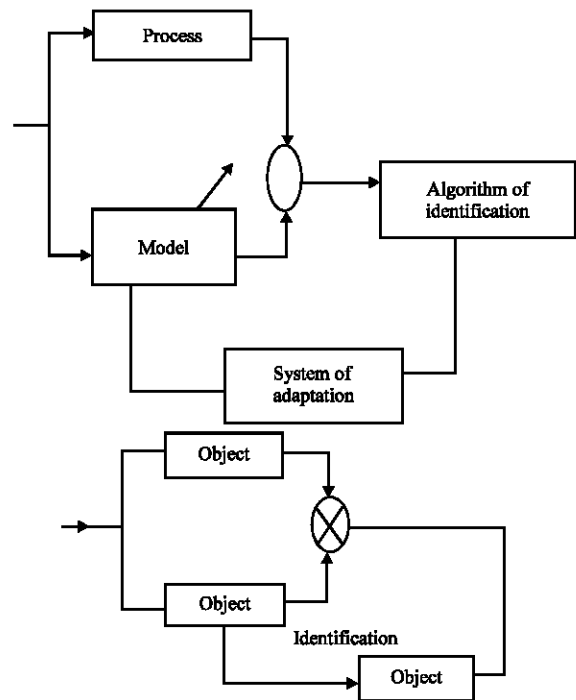 Process
Algorithm of
identification
Model
System of
adaptation
Object
Object
Identification
Object